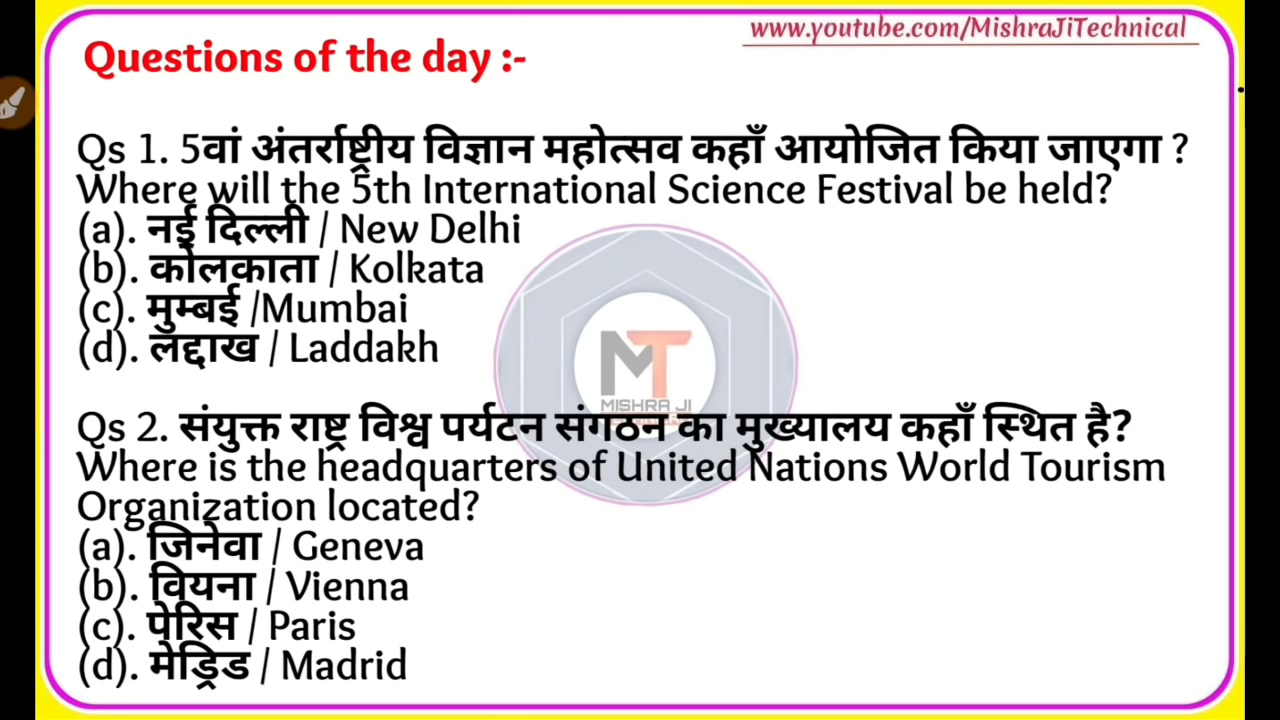 www.youtube.com/MishraJiTechnical
Questions of the day :-
Qs 1. 5वां अंतर्राष्ट्रीय विज्ञान महोत्सव कहाँ आयोजित किया जाएगा ?
Where will the 5th International Science Festival be held?
(a). नई दिल्ली / New Delhi
(b). कोलकाता / Kolkata
(c). मुम्बई /Mumbai
(d). लद्दाख / Laddakh
MT
MISHRA JI
Qs 2. संयुक्त राष्ट्र विश्व पर्यटन संगठन का मुख्यालय कहाँ स्थित है?
Where is the headquarters of United Nations World Tourism
Organization located?
(a). जिनेवा / Geneva
(b). वियना / Vienna
(c). पेरिस / Paris
(d). मेड्रिड / Madrid